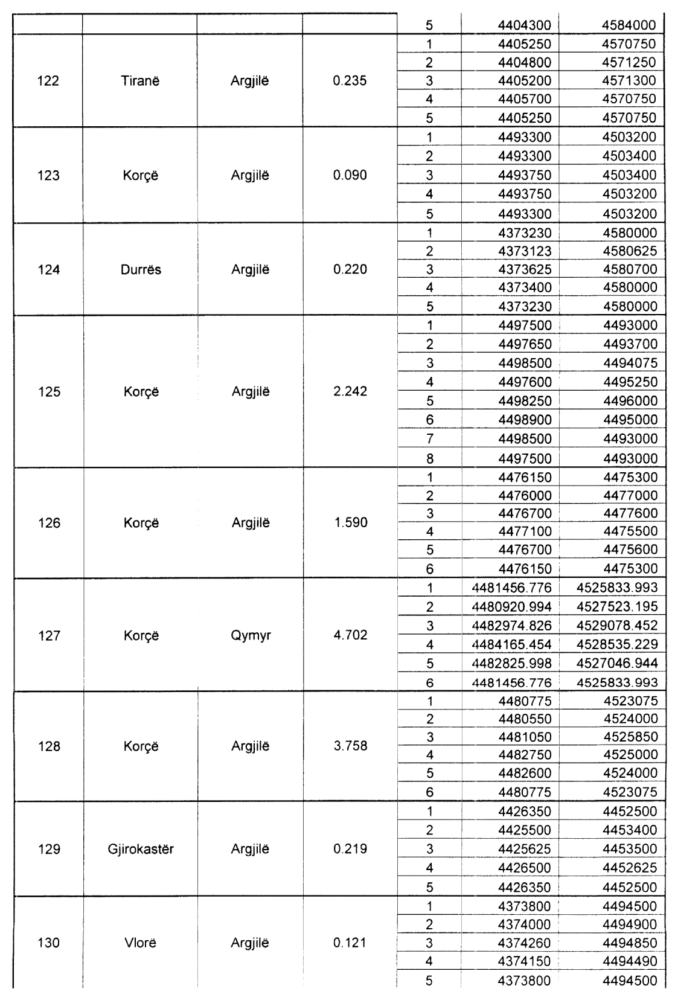 5 4404300 4584000
1 4405250 4570750
2 4404800 4571250
122 Tiranë Argjilë 0.235 3 4405200 4571300
4 4405700 4570750
5 4405250 4570750
1 4493300 4503200
2 4493300 4503400
123 Korçë Argjilë 0.090 3 4493750 4503400
4 4493750 4503200
5 4493300 4503200
1 4373230 4580000
2 4373123 4580625
124 Durrës Argjilë 0.220 3 4373625 4580700
4 4373400 4580000
5 4373230 4580000
1 4497500 4493000
2 4497650 4493700
3 4498500 4494075
4 4497600 4495250
125 Korçë Argjilë 2.242
5 4498250 4496000
6 4498900 4495000
7 4498500 4493000
8 4497500 4493000
1 4476150 4475300
2 4476000 4477000
3 4476700 4477600
126 Korçë Argjilë 1.590
4 4477100 4475500
5 4476700 4475600
6 4476150 4475300
1 4481456.776 4525833.993
2 4480920.994 4527523.195
3 4482974.826 4529078.452
127 Korçë Qymyr 4.702
4 4484165.454 4528535.229
5 4482825.998 4527046.944
6 4481456.776 4525833.993
1 4480775 4523075
2 4480550 4524000
3 4481050 4525850
128 Korçë Argjilë 3.758
4 4482750 4525000
5 4482600 4524000
6 4480775 4523075
1 4426350 4452500
2 4425500 4453400
129 Gjirokastër Argjilë 0.219 3 4425625 4453500
4 4426500 4452625
5 4426350 4452500
1 4373800 4494500
2 4374000 4494900
130 Vlorë Argjilë 0.121 3 4374260 4494850
4 4374150 4494490
5 4373800 4494500